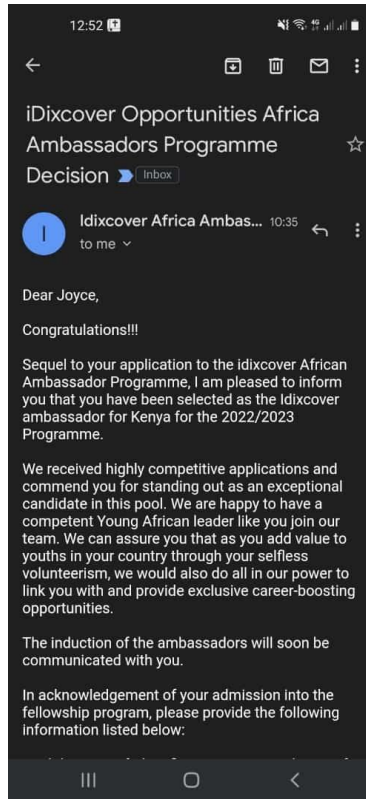 12:52
4G
iDixcover Opportunities Africa
Ambassadors Programme
Decision Inbox
I
Idixcover Africa Ambas... 10:35
to me
Dear Joyce,
Congratulations!!!
Sequel to your application to the idixcover African
Ambassador Programme, I am pleased to inform
you that you have been selected as the Idixcover
ambassador for Kenya for the 2022/2023
Programme.
We received highly competitive applications and
commend you for standing out as an exceptional
candidate in this pool. We are happy to have a
competent Young African leader like you join our
team. We can assure you that as you add value to
youths in your country through your selfless
volunteerism, we would also do all in our power to
link you with and provide exclusive career-boosting
opportunities.
The induction of the ambassadors will soon be
communicated with you.
In acknowledgement of your admission into the
fellowship program, please provide the following
information listed below: